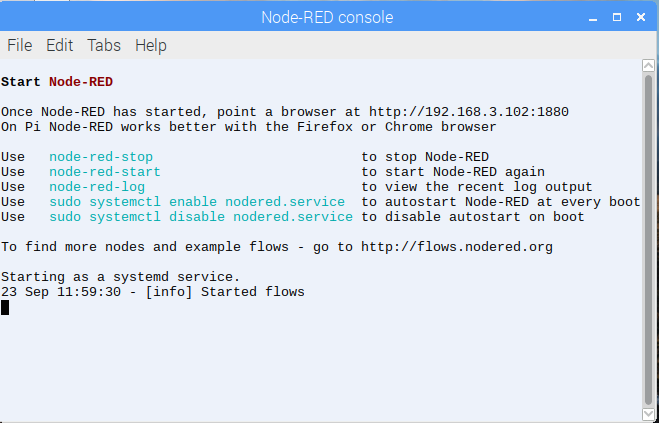 Node-RED console
File Edit Tabs Help
Start Node-RED
Once Node-RED has started, point a browser at http://192.168.3.102:1880
On Pi Node-RED works better with the Firefox or Chrome browser
Use node-red-stop to stop Node-RED
Use node-red-start to start Node-RED again
Use node-red-log to view the recent log output
Use sudo systemctl enable nodered.service to autostart Node-RED at every boot
Use sudo systemctl disable nodered.service to disable autostart on boot
To find more nodes and example flows - go to http://flows.nodered.org
Starting as a systemd service.
23 Sep 11:59:30 - [info] Started flows